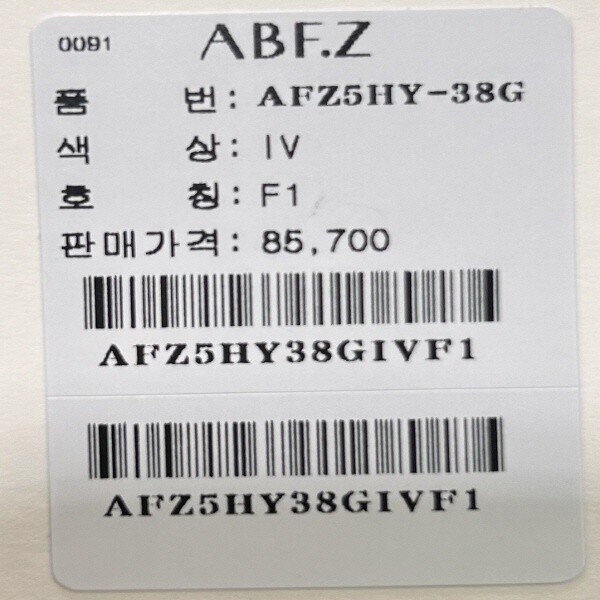 0091 ABF.Z
품 번: AFZ5HY-38G
색 상: IV
호 칭: F1
판매가격: 85,700
AFZ5HY38GIVF1
AFZ5HY38GIVF1